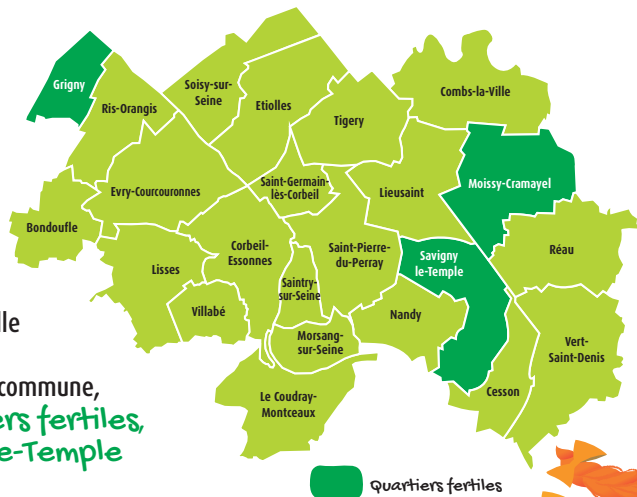 Grigny
Ris-Orangis
Soisy-sur-
Seine
Etiolles
Tigery
Combs-la-Ville
Evry-Courcouronnes
Saint-Germain-
lès-Corbeil
Lieusaint
Moissy-Cramayel
Bondoufle
Lisses
Corbeil-
Essonnes
Saintry-
sur-Seine
Saint-Pierre-
du-Perray
Savigny
le-Temple
Réau
Villabé
Morsang-
sur-Seine
Nandy
Vert-
Saint-Denis
Cesson
Le Coudray-
Montceaux
lle
commune,
ers fertiles,
e-Temple
Quartiers fertiles